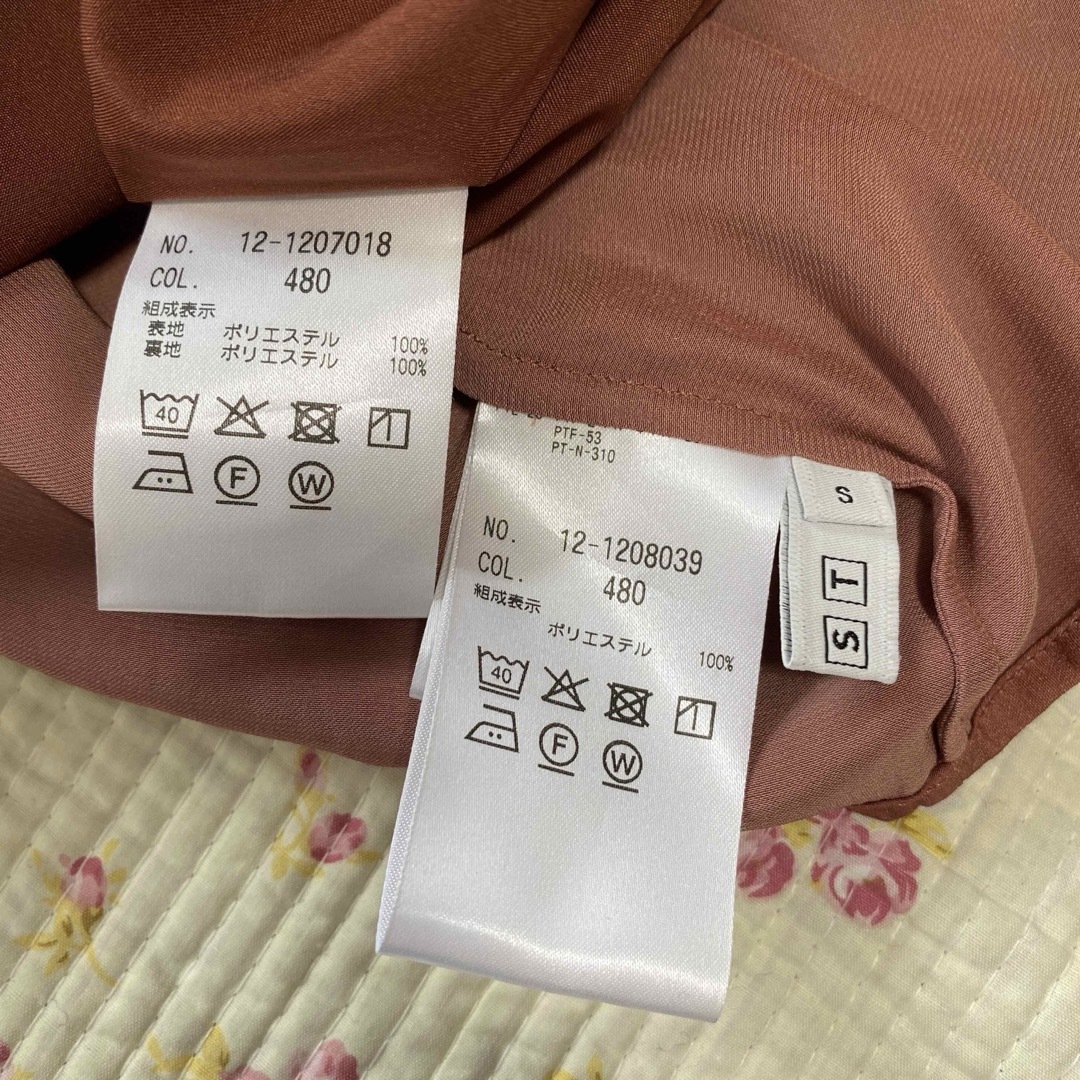 NO. 12-1207018
COL. 480
組成表示
表地 ポリエステル 100%
裏地 ポリエステル 100%
40
F W
PTF-53
PT-N-310
NO. 12-1208039
COL. 480
組成表示
ポリエステル 100%
40
F W
S
S T